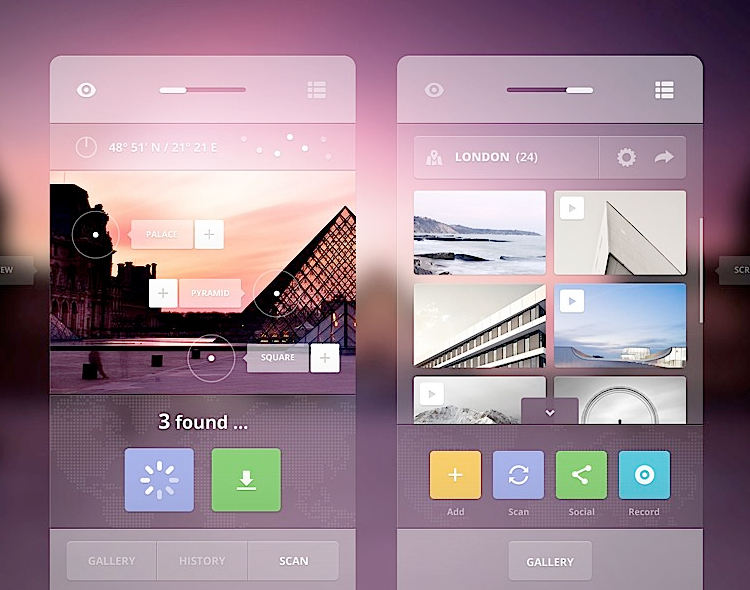 48° 51' N / 21° 21 E
PALACE
PYRAMID
SQUARE
3 found ...
GALLERY HISTORY SCAN
LONDON (24)
Add Scan Social Record
GALLERY
EW
SCR